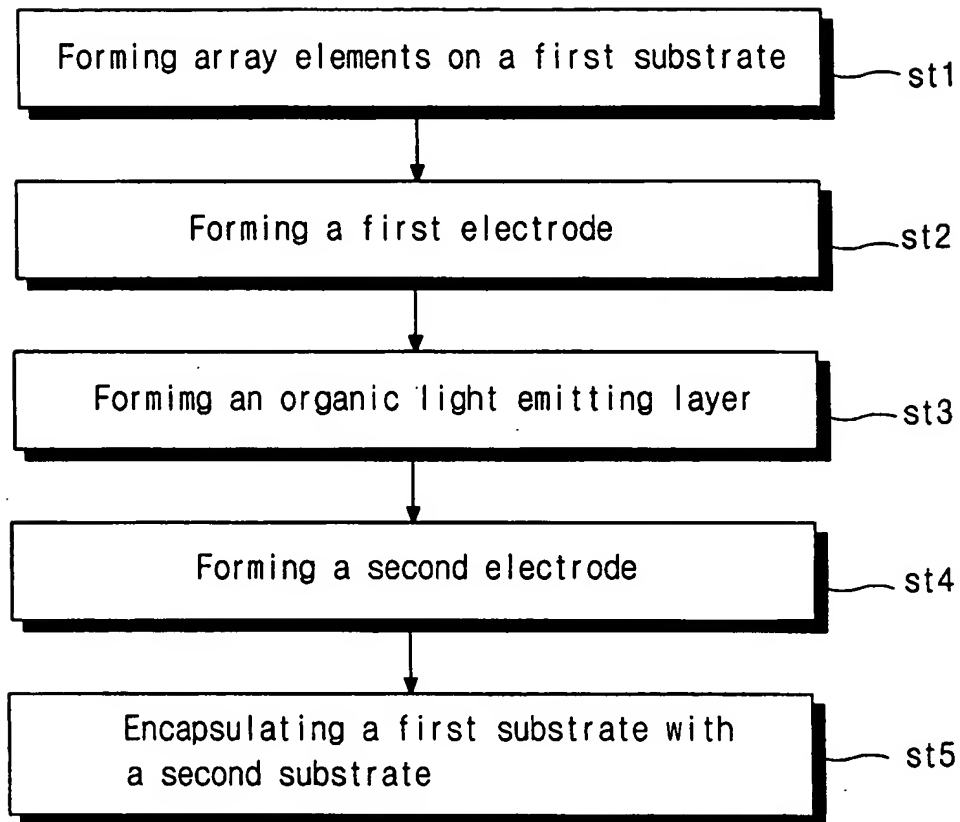 Forming array elements on a first substrate
st1
Forming a first electrode
st2
Formimg an organic light emitting layer
st3
Forming a second electrode
st4
Encapsulating a first substrate with
a second substrate
st5